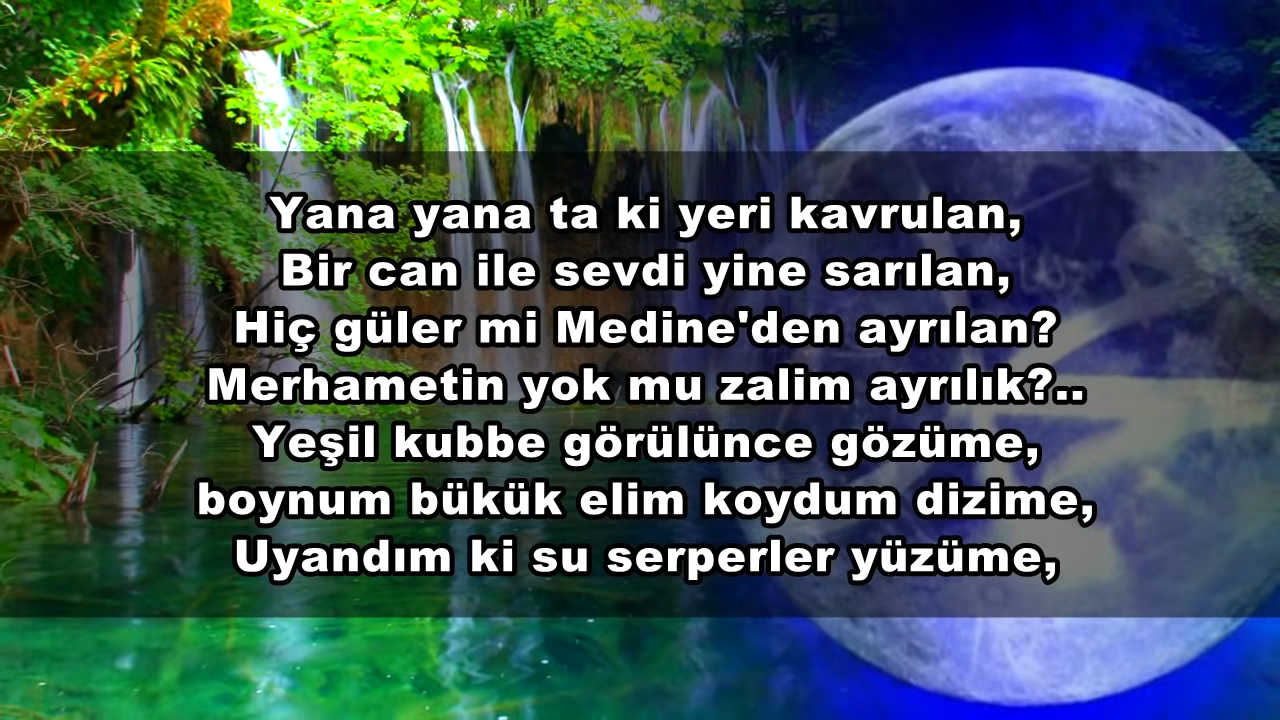 Yana yana ta ki yeri kavrulan,
Bir can ile sevdi yine sarılan,
Hiç güler mi Medine'den ayrılan?
Merhametin yok mu zalim ayrılık?..
Yeşil kubbe görülünce gözüme,
boynum bükük elim koydum dizime,
Uyandım ki su serperler yüzüme,